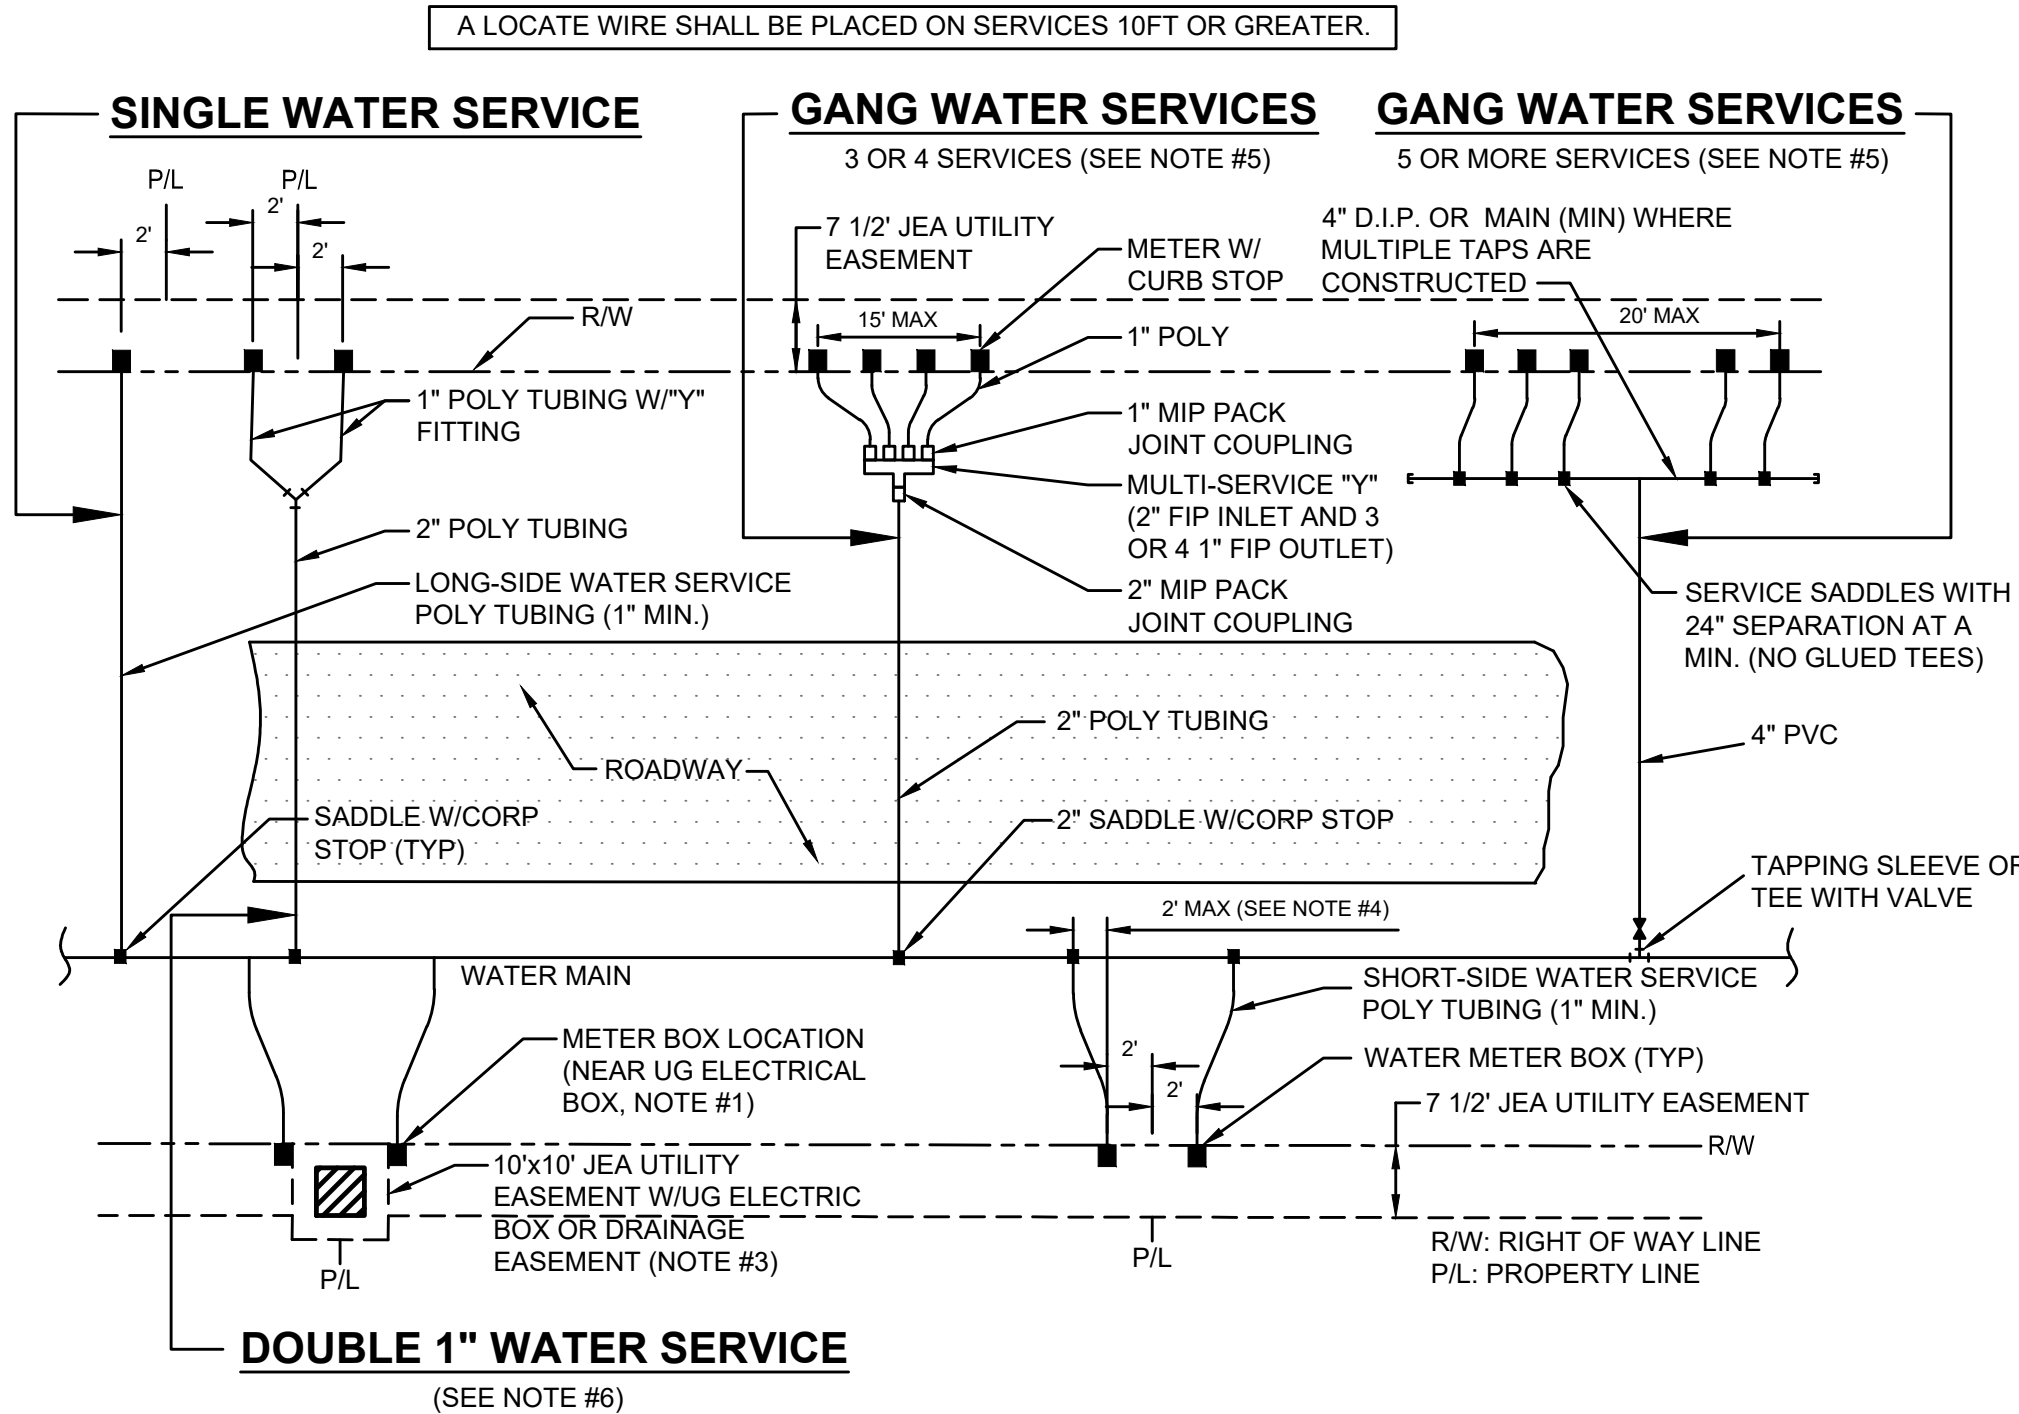 A LOCATE WIRE SHALL BE PLACED ON SERVICES 10FT OR GREATER.
SINGLE WATER SERVICE
GANG WATER SERVICES
3 OR 4 SERVICES (SEE NOTE #5)
GANG WATER SERVICES
5 OR MORE SERVICES (SEE NOTE #5)
P/L
P/L
2'
2'
2'
7 1/2' JEA UTILITY
EASEMENT
METER W/
CURB STOP
4" D.I.P. OR MAIN (MIN) WHERE
MULTIPLE TAPS ARE
CONSTRUCTED
R/W
15' MAX
20' MAX
1" POLY
1" POLY TUBING W/"Y"
FITTING
1" MIP PACK
JOINT COUPLING
MULTI-SERVICE "Y"
(2" FIP INLET AND 3
OR 4 1" FIP OUTLET)
2" POLY TUBING
LONG-SIDE WATER SERVICE
POLY TUBING (1" MIN.)
2" MIP PACK
JOINT COUPLING
SERVICE SADDLES WITH
24" SEPARATION AT A
MIN. (NO GLUED TEES)
2" POLY TUBING
4" PVC
ROADWAY
SADDLE W/CORP
STOP (TYP)
2" SADDLE W/CORP STOP
TAPPING SLEEVE OR
TEE WITH VALVE
2' MAX (SEE NOTE #4)
WATER MAIN
SHORT-SIDE WATER SERVICE
POLY TUBING (1" MIN.)
METER BOX LOCATION
(NEAR UG ELECTRICAL
BOX, NOTE #1)
2'
2'
WATER METER BOX (TYP)
7 1/2' JEA UTILITY EASEMENT
R/W
10'x10' JEA UTILITY
EASEMENT W/UG ELECTRIC
BOX OR DRAINAGE
EASEMENT (NOTE #3)
P/L
P/L
R/W: RIGHT OF WAY LINE
P/L: PROPERTY LINE
DOUBLE 1" WATER SERVICE
(SEE NOTE #6)